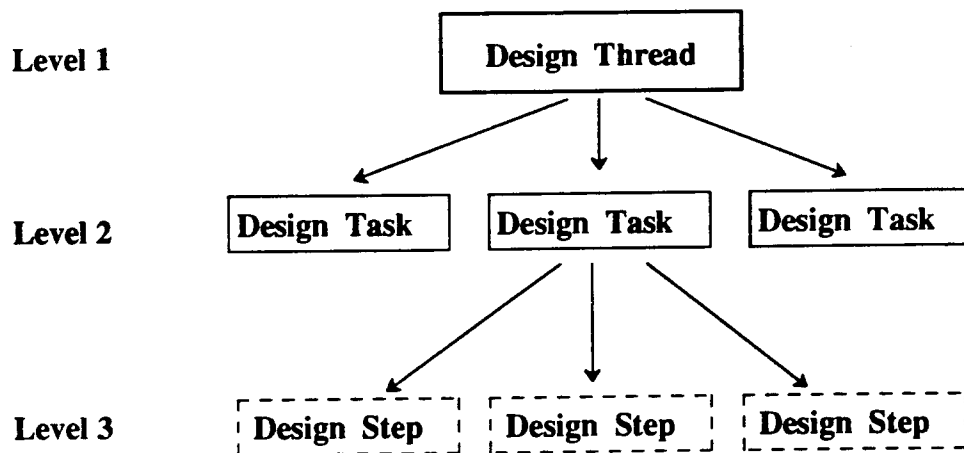 Level 1
Design Thread
Level 2
Design Task
Design Task
Design Task
Level 3
Design Step
Design Step
Design Step